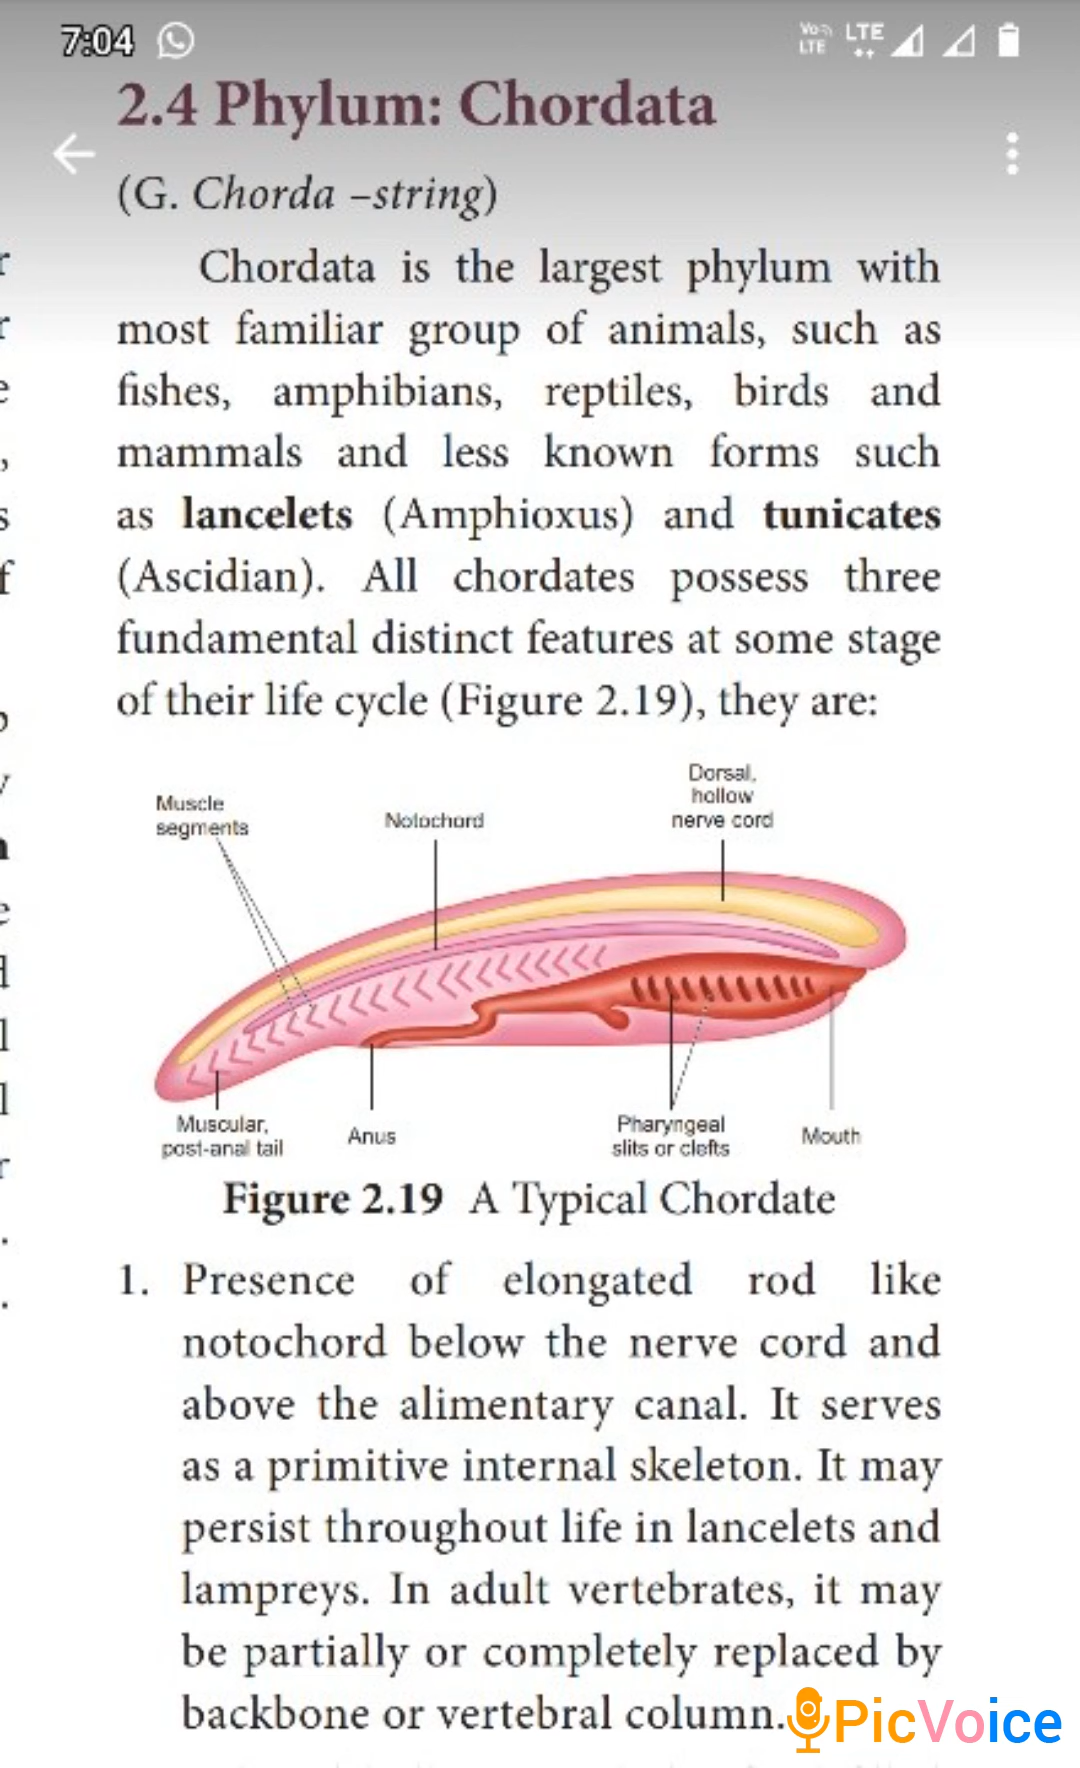 7:04
Vo LTE LTE
2.4 Phylum: Chordata
(G. Chorda –string)
Chordata is the largest phylum with
most familiar group of animals, such as
fishes, amphibians, reptiles, birds and
mammals and less known forms such
as lancelets (Amphioxus) and tunicates
(Ascidian). All chordates possess three
fundamental distinct features at some stage
of their life cycle (Figure 2.19), they are:
Muscle
segments
Notochord
Dorsal,
hollow
nerve cord
Muscular,
post-anal tail
Anus
Pharyngeal
slits or clefts
Mouth
Figure 2.19 A Typical Chordate
1. Presence of elongated rod like
notochord below the nerve cord and
above the alimentary canal. It serves
as a primitive internal skeleton. It may
persist throughout life in lancelets and
lampreys. In adult vertebrates, it may
be partially or completely replaced by
backbone or vertebral column.
PicVoice